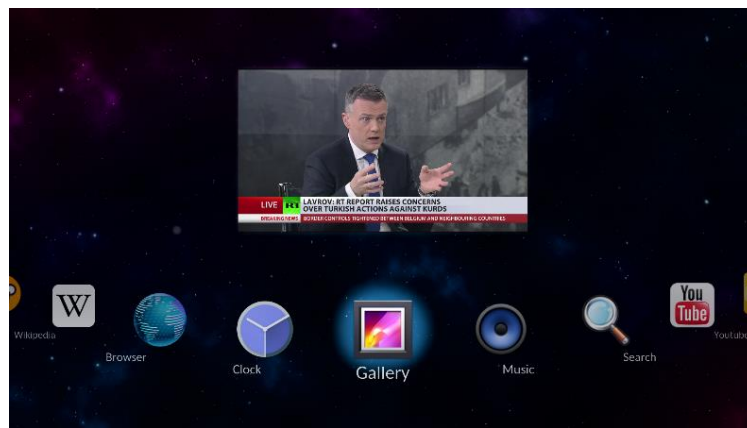 LIVE
RT
LAVROV: RT REPORT RAISES CONCERNS
OVER TURKISH ACTIONS AGAINST KURDS
BREAKING NEWS
BORDER CONTROLS TIGHTENED BETWEEN BELGIUM AND NEIGHBOURING COUNTRIES
W
You
Tube
Wikipedia
Browser
Clock
Gallery
Music
Search
Youtube